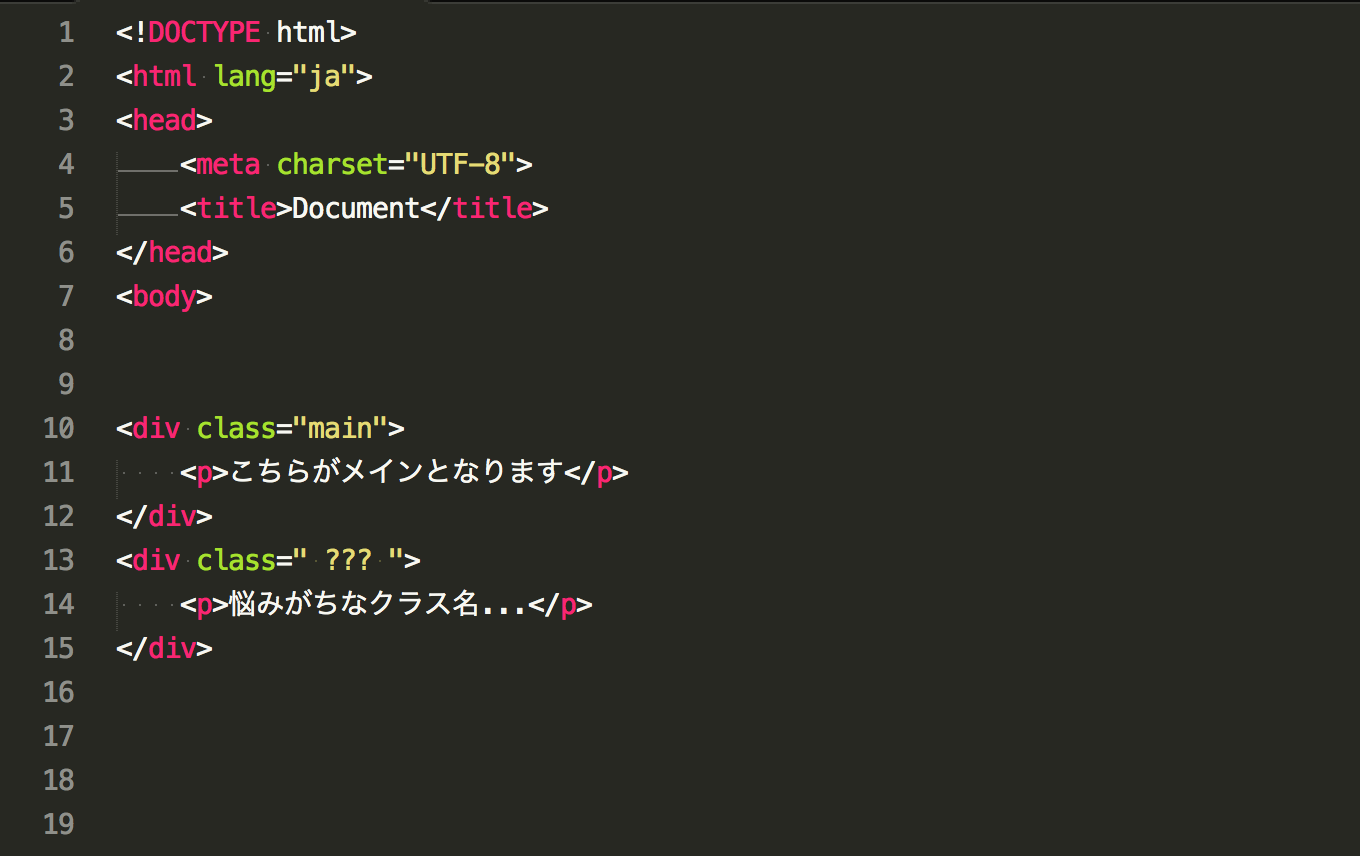 1 <!DOCTYPE html>
2 <html lang="ja">
3 <head>
4 <meta charset="UTF-8">
5 <title>Document</title>
6 </head>
7 <body>
8
9
10 <div class="main">
11 <p>こちらがメインとなります</p>
12 </div>
13 <div class=" ??? ">
14 <p>悩みがちなクラス名...</p>
15 </div>
16
17
18
19